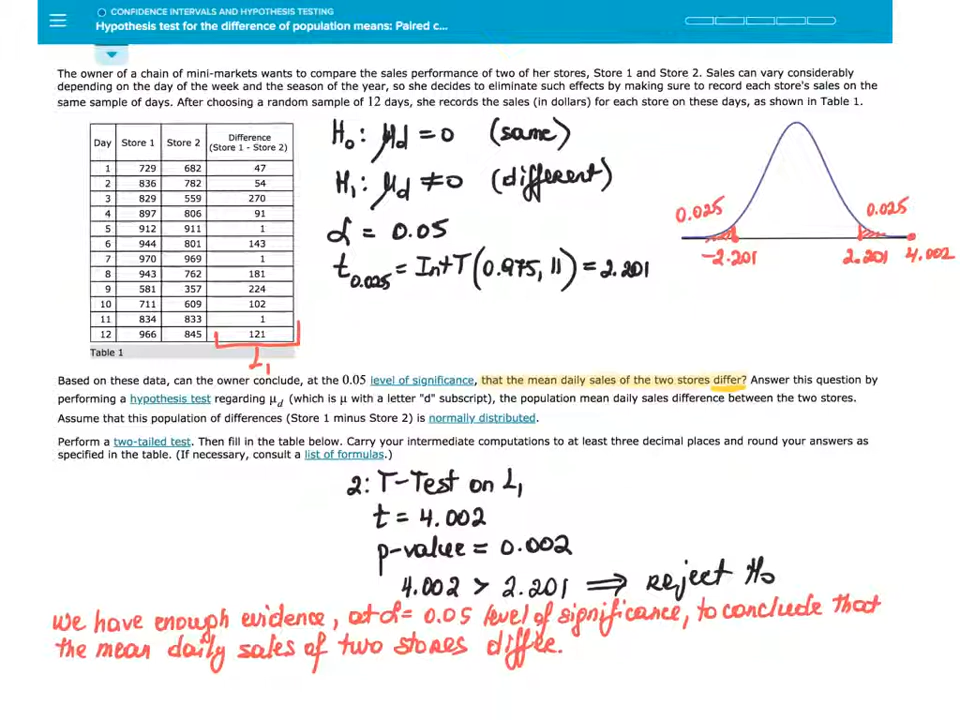 CONFIDENCE INTERVALS AND HYPOTHESIS TESTING
Hypothesis test for the difference of population means: Paired c...
The owner of a chain of mini-markets wants to compare the sales performance of two of her stores, Store 1 and Store 2. Sales can vary considerably
depending on the day of the week and the season of the year, so she decides to eliminate such effects by making sure to record each store's sales on the
same sample of days. After choosing a random sample of 12 days, she records the sales (in dollars) for each store on these days, as shown in Table 1.
Day Store 1 Store 2 Difference (Store 1 - Store 2)
1 729 682 47
2 836 782 54
3 829 559 270
4 897 806 91
5 912 911 1
6 944 801 143
7 970 969 1
8 943 762 181
9 581 357 224
10 711 609 102
11 834 833 1
12 966 845 121
Table 1
L₁
H₀: μd = 0 (same)
H₁: μd ≠ 0 (different)
α = 0.05
t₀.₀₂₅ = InvT (0.975, 11) = 2.201
0.025 0.025
-2.201 2.201 4.002
Based on these data, can the owner conclude, at the 0.05 level of significance, that the mean daily sales of the two stores differ? Answer this question by
performing a hypothesis test regarding μd (which is μ with a letter "d" subscript), the population mean daily sales difference between the two stores.
Assume that this population of differences (Store 1 minus Store 2) is normally distributed.
Perform a two-tailed test. Then fill in the table below. Carry your intermediate computations to at least three decimal places and round your answers as
specified in the table. (If necessary, consult a list of formulas.)
2: T-Test on L₁
t = 4.002
p-value = 0.002
4.002 > 2.201 ⇒ reject H₀
We have enough evidence, at α = 0.05 level of significance, to conclude that
the mean daily sales of two stores differ.